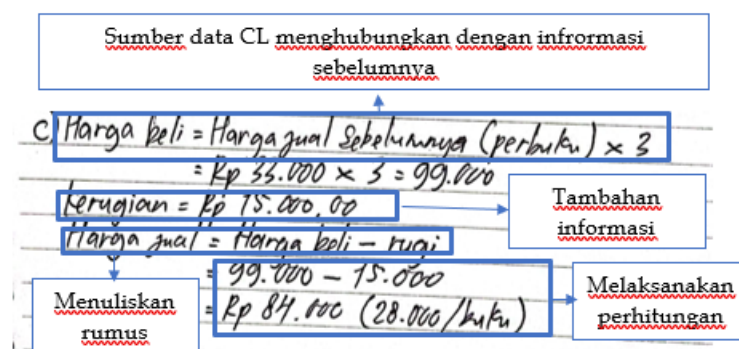 Sumber data CL menghubungkan dengan infrormasi
sebelumnya
c) Harga beli = Harga jual sebelumnya (perbuku) × 3
= Rp 33.000 × 3 = 99.000
Kerugian = Rp 15.000,00
Tambahan
informasi
Harga jual = Harga beli – rugi
= 99.000 – 15.000
= Rp 84.000 (28.000/buku)
Menuliskan
rumus
Melaksanakan
perhitungan